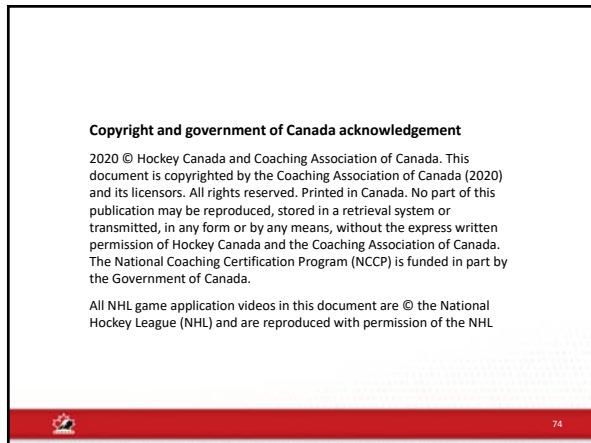 Copyright and government of Canada acknowledgement
2020 © Hockey Canada and Coaching Association of Canada. This
document is copyrighted by the Coaching Association of Canada (2020)
and its licensors. All rights reserved. Printed in Canada. No part of this
publication may be reproduced, stored in a retrieval system or
transmitted, in any form or by any means, without the express written
permission of Hockey Canada and the Coaching Association of Canada.
The National Coaching Certification Program (NCCP) is funded in part by
the Government of Canada.
All NHL game application videos in this document are © the National
Hockey League (NHL) and are reproduced with permission of the NHL
74